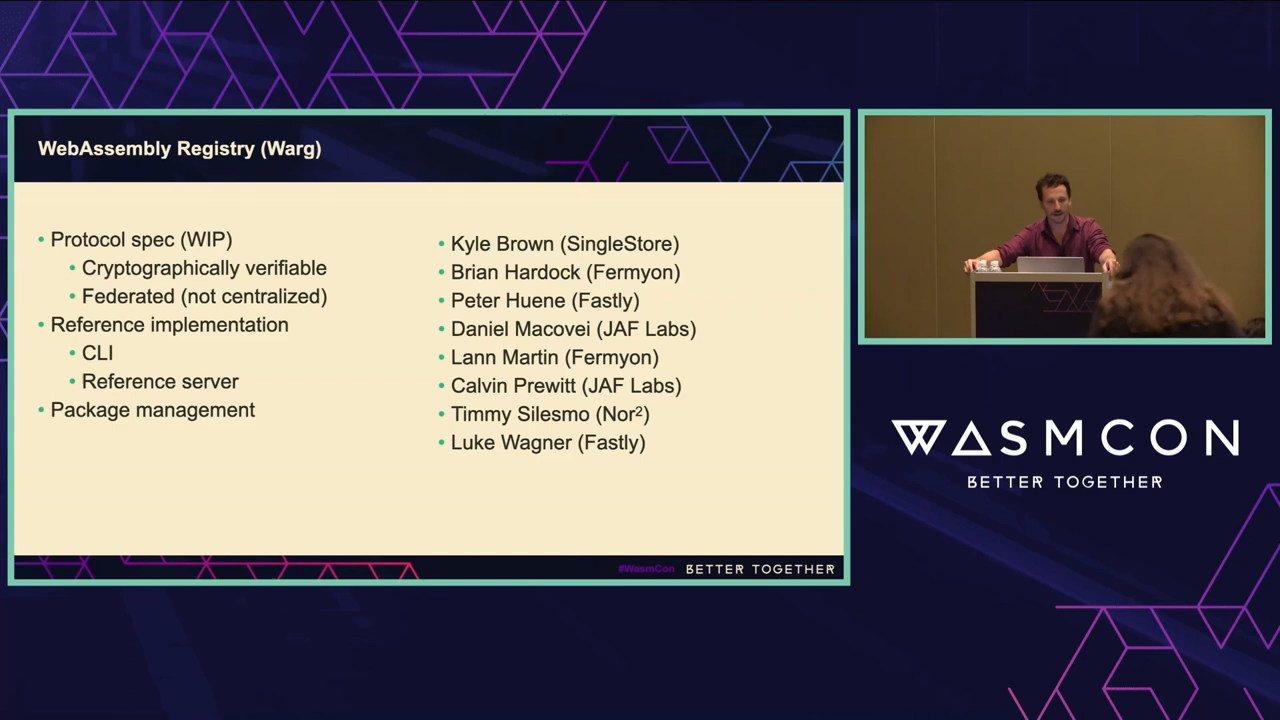 WebAssembly Registry (Warg)
• Protocol spec (WIP)
• Cryptographically verifiable
• Federated (not centralized)
• Reference implementation
• CLI
• Reference server
• Package management
• Kyle Brown (SingleStore)
• Brian Hardock (Fermyon)
• Peter Huene (Fastly)
• Daniel Macovei (JAF Labs)
• Lann Martin (Fermyon)
• Calvin Prewitt (JAF Labs)
• Timmy Silesmo (Nor²)
• Luke Wagner (Fastly)
#WasmCon BETTER TOGETHER
WASMCON
BETTER TOGETHER